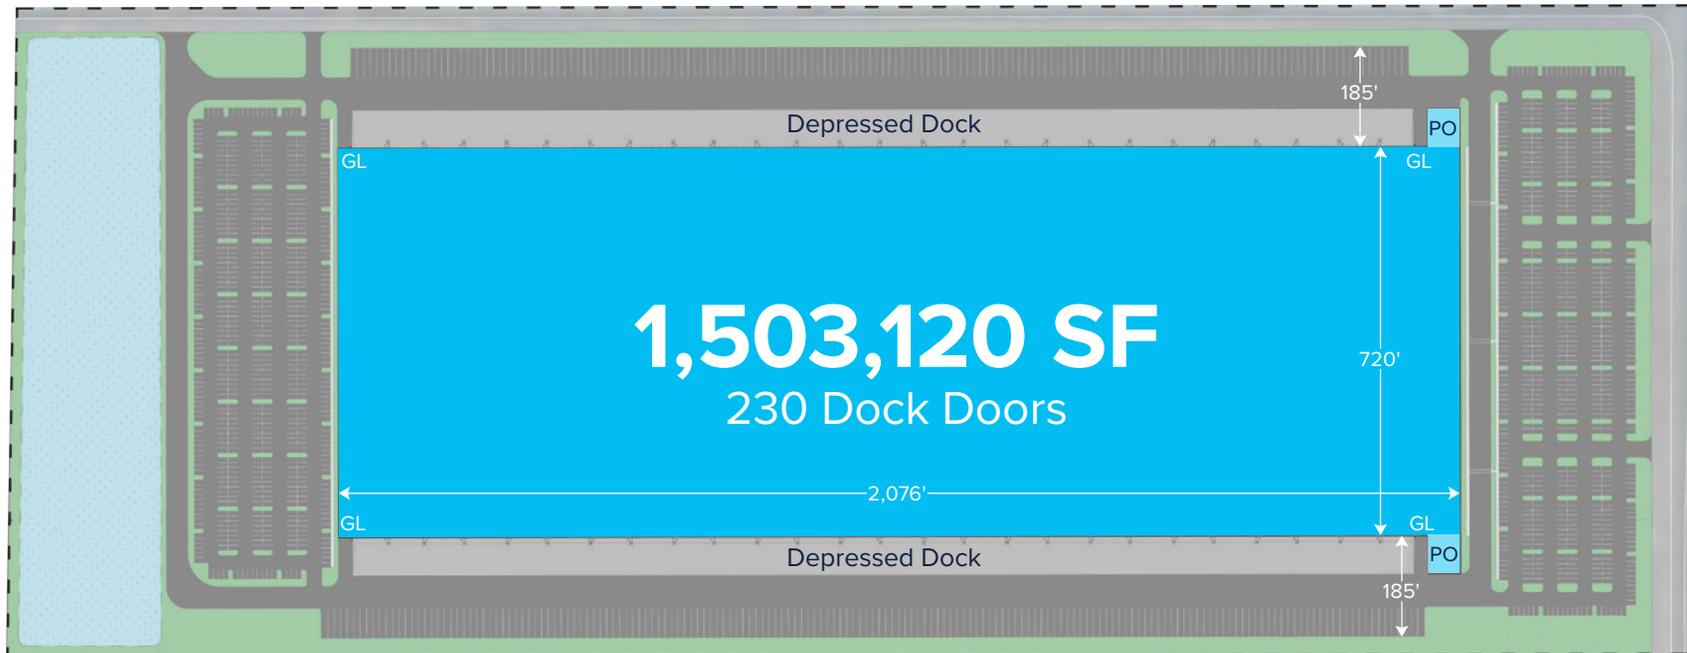 185'
Depressed Dock
PO
GL
GL
1,503,120 SF
720'
230 Dock Doors
2,076'
GL
GL
Depressed Dock
PO
185'